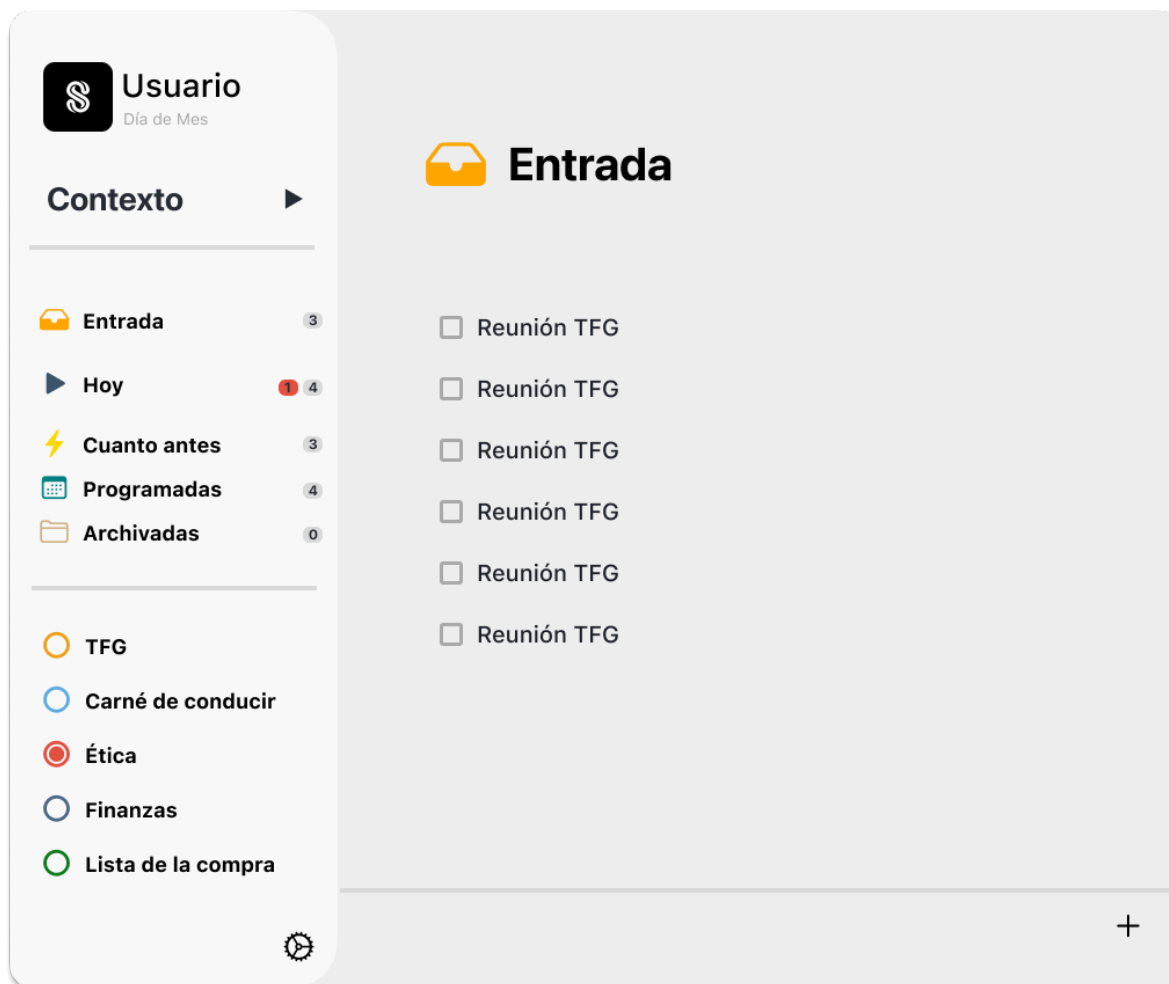 Usuario
Día de Mes
Contexto
Entrada 3
Hoy 1 4
Cuanto antes 3
Programadas 4
Archivadas 0
TFG
Carné de conducir
Ética
Finanzas
Lista de la compra
Entrada
Reunión TFG
Reunión TFG
Reunión TFG
Reunión TFG
Reunión TFG
Reunión TFG